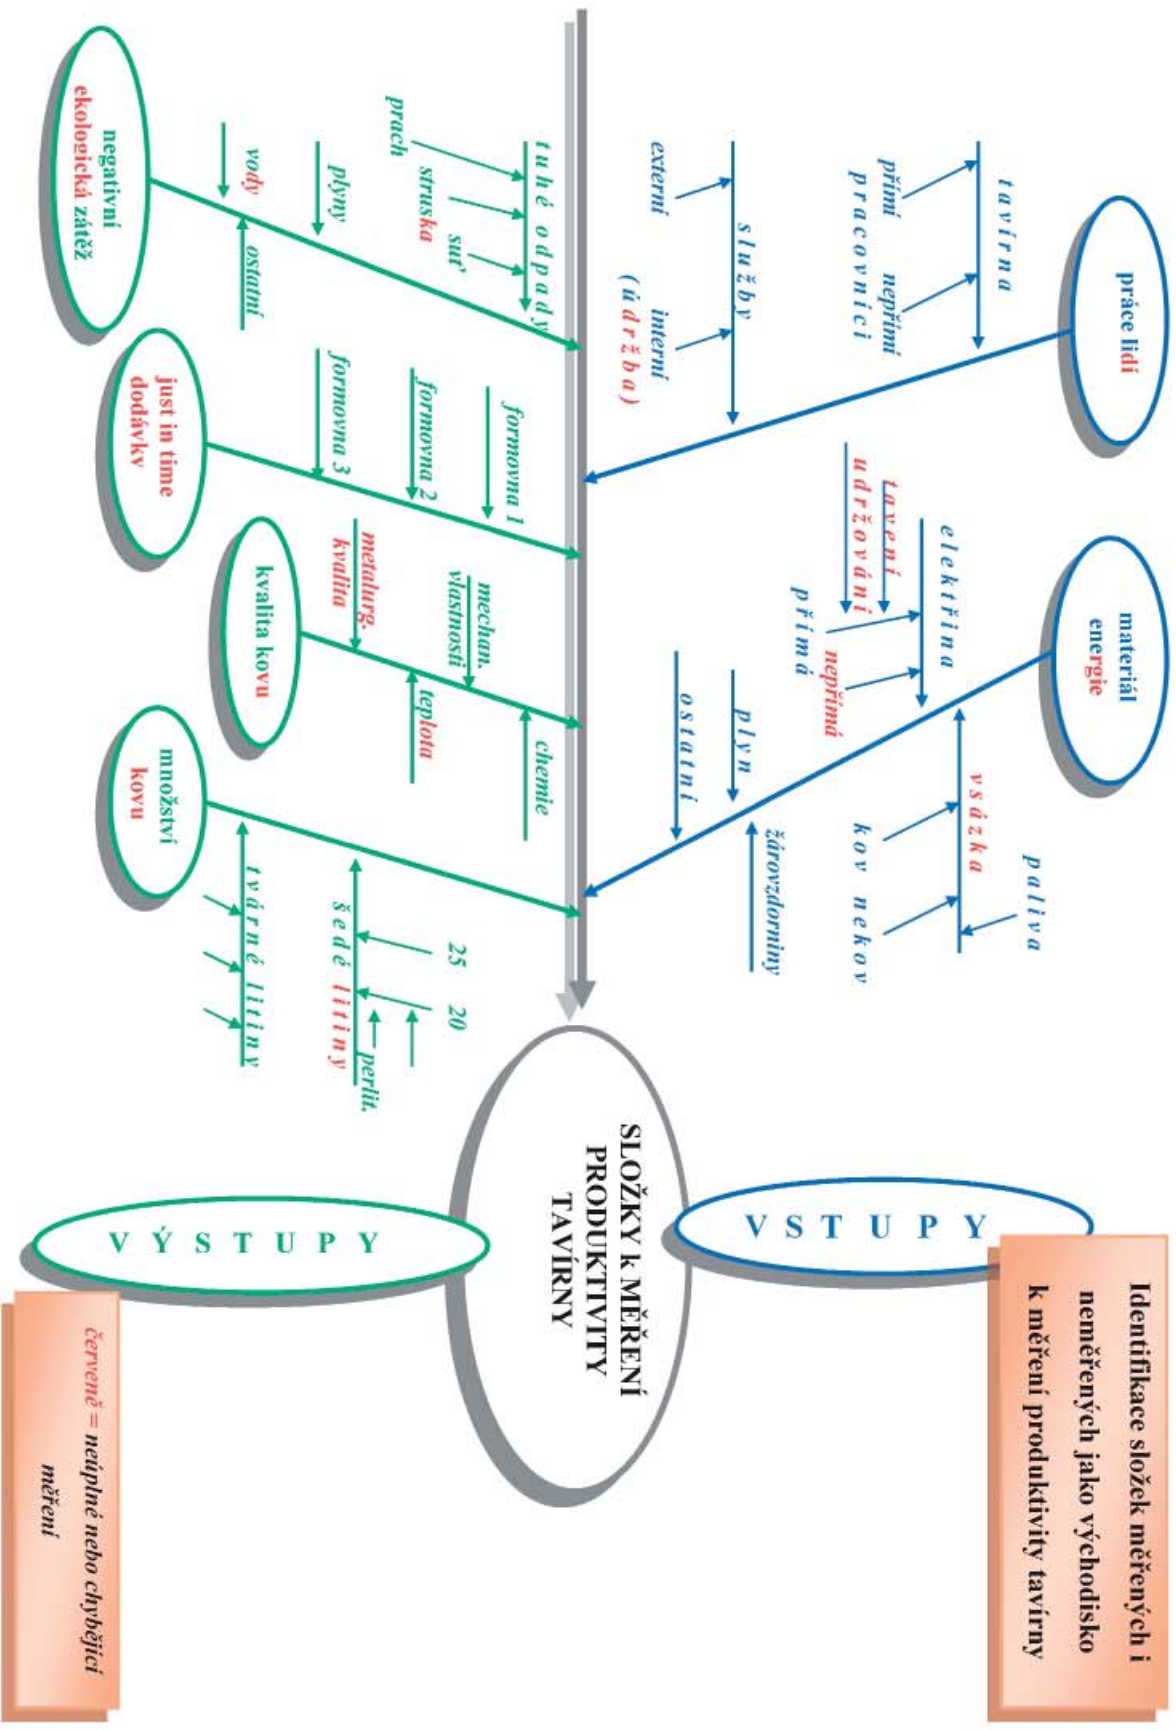 Identifikace složek měřených i
neměřených jako východisko
k měření produktivity tavírny
práce lidí
tavírna
přímí nepřímí
pracovníci
služby
externí
interní
(údržba)
materiál
energie
elektřina
tavení
udržování
přímá
nepřímá
plyn
ostatní
paliva
vsázka
kov nekov
žárovzdorniny
VSTUPY
SLOŽKY k MĚŘENÍ
PRODUKTIVITY
TAVÍRNY
tuhé odpady
prach
struska
suť
plyny
vody
ostatní
negativní
ekologická zátěž
formovna 1
formovna 2
formovna 3
just in time
dodávky
chemie
mechan.
vlastnosti
teplota
metalurg.
kvalita
kvalita kovu
25 20
perlit.
šedé litiny
tvárné litiny
množství
kovu
VÝSTUPY
červeně = neúplné nebo chybějící
měření